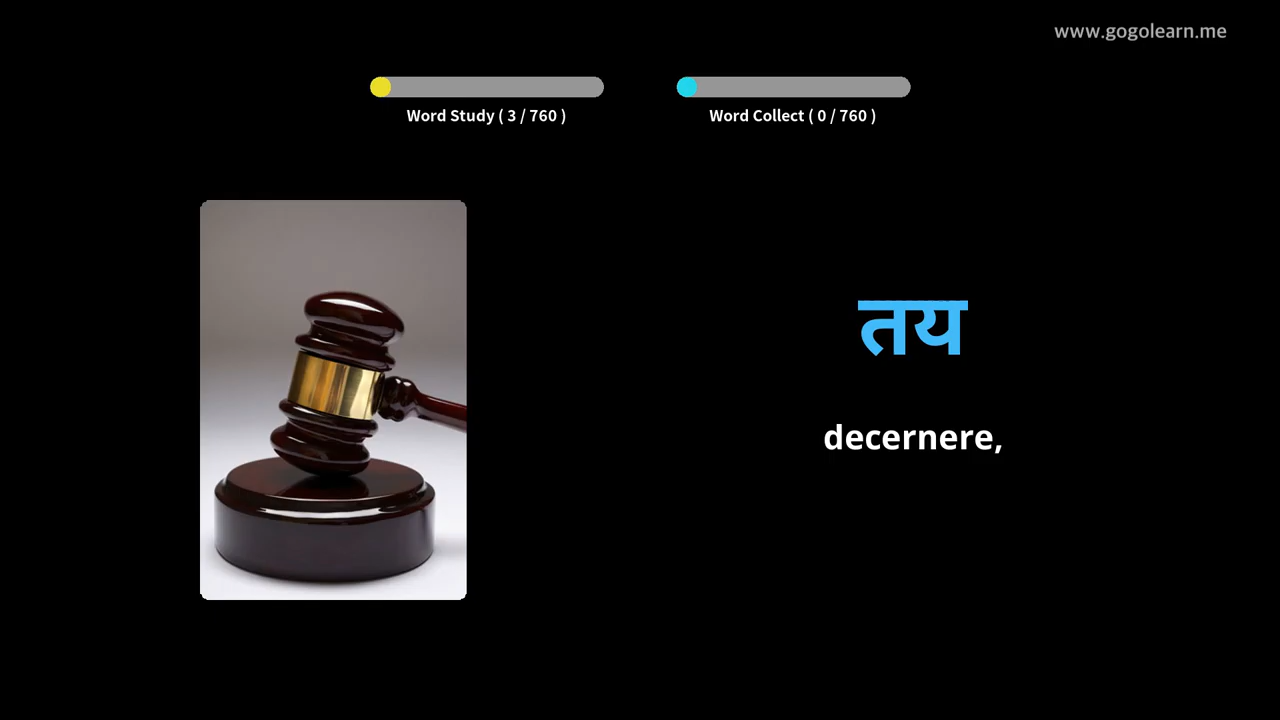 www.gogolearn.me
Word Study ( 3 / 760 )
Word Collect ( 0 / 760 )
तय
decernere,